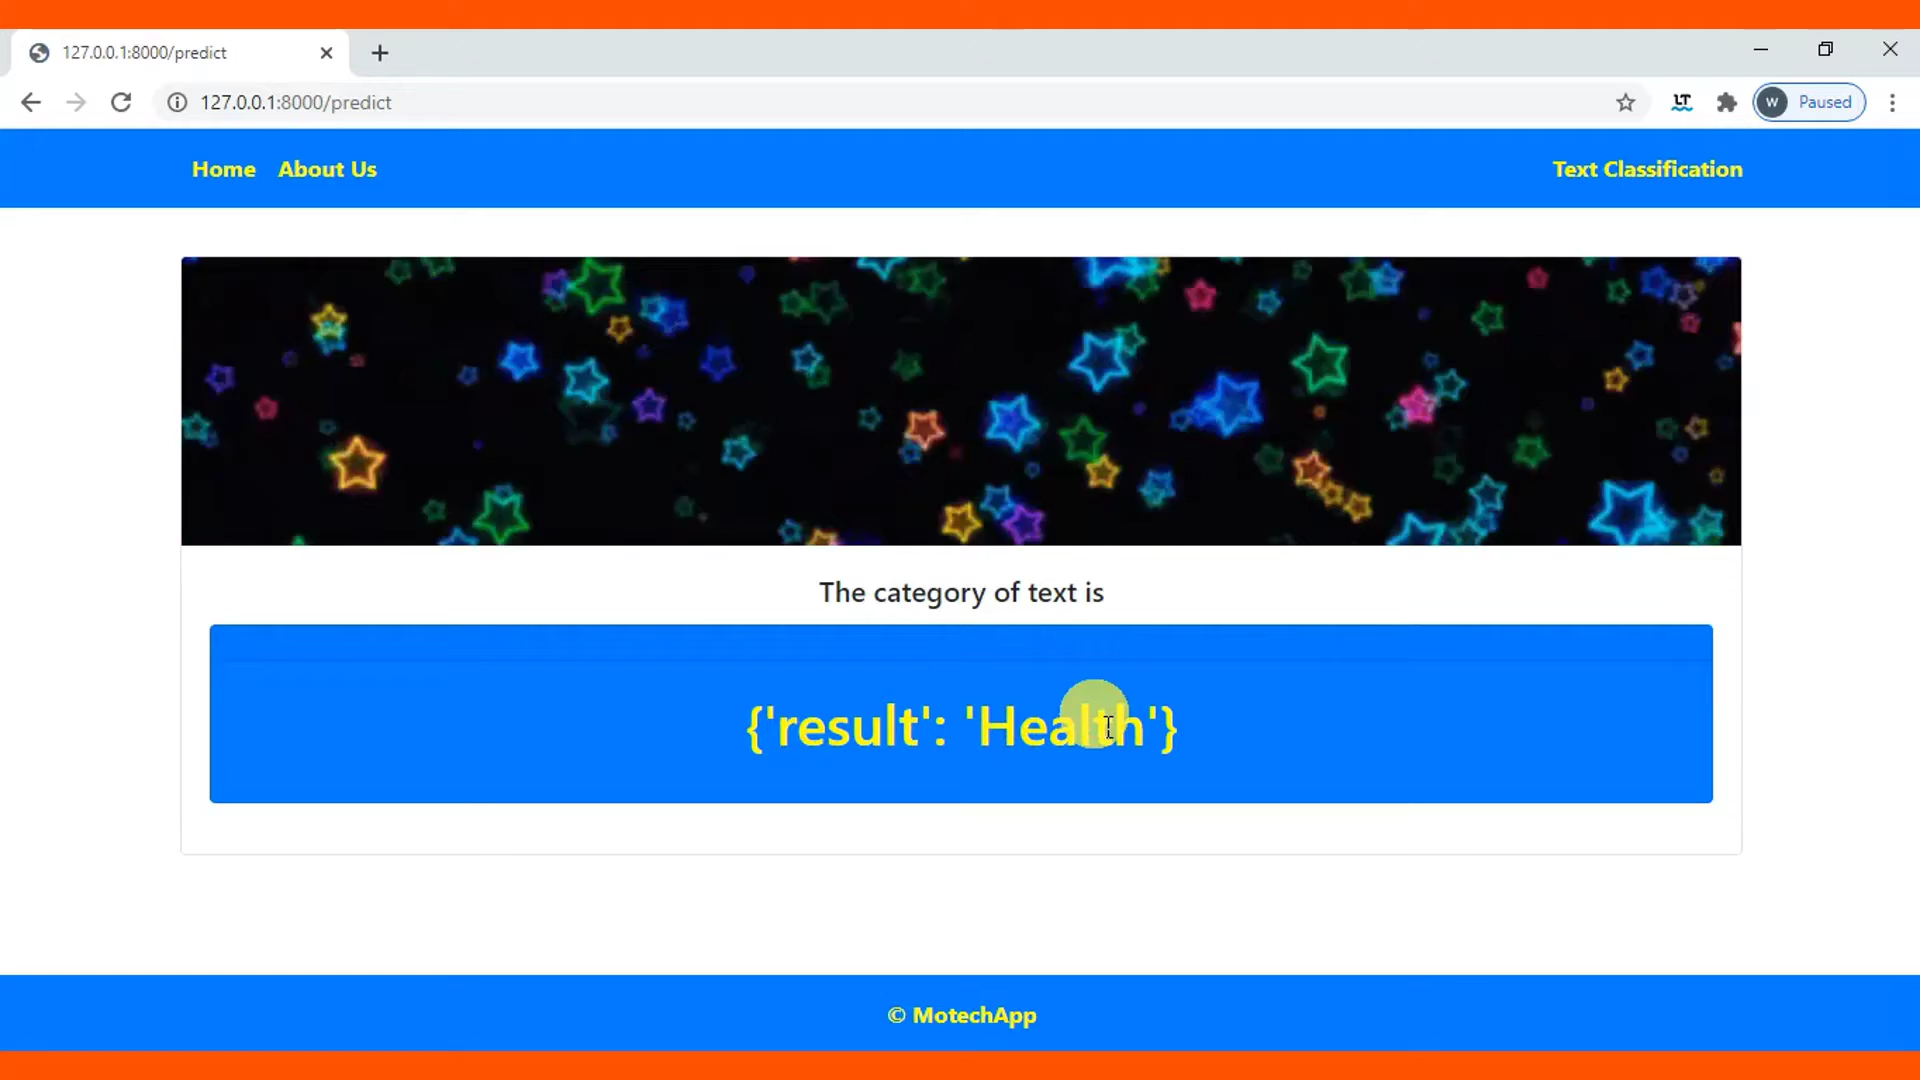 127.0.0.1:8000/predict
127.0.0.1:8000/predict
LT
W Paused
Home About Us Text Classification
The category of text is
{'result': 'Health'}
© MotechApp